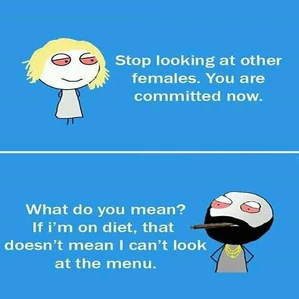 Stop looking at other
females. You are
committed now.
What do you mean?
If i'm on diet, that
doesn't mean I can't look
at the menu.